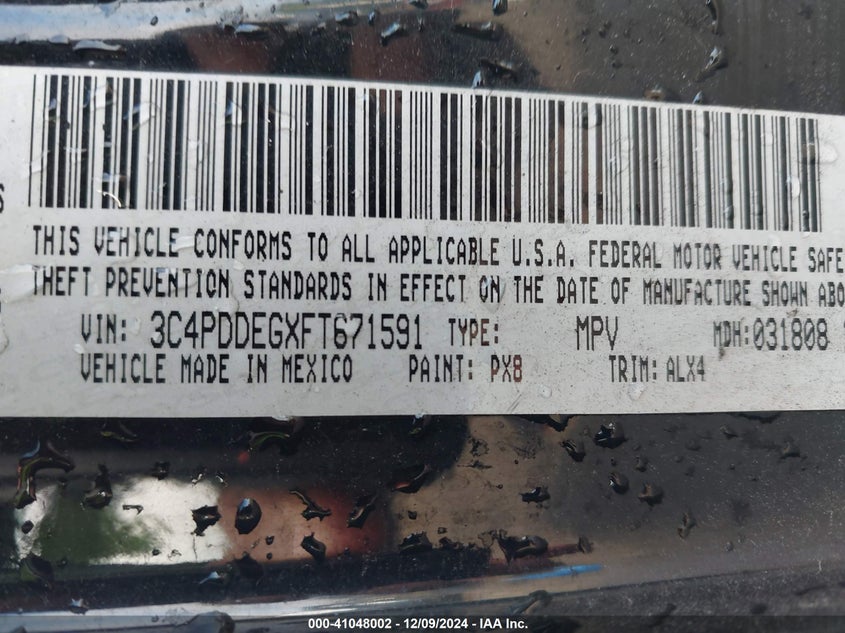 THIS VEHICLE CONFORMS TO ALL APPLICABLE U.S.A. FEDERAL MOTOR VEHICLE SAFE
THEFT PREVENTION STANDARDS IN EFFECT ON THE DATE OF MANUFACTURE SHOWN ABO
VIN: 3C4PDDEGXFT671591 TYPE: MPV MDH:031808
VEHICLE MADE IN MEXICO PAINT: PX8 TRIM: ALX4
000-41048002 - 12/09/2024 - IAA Inc.